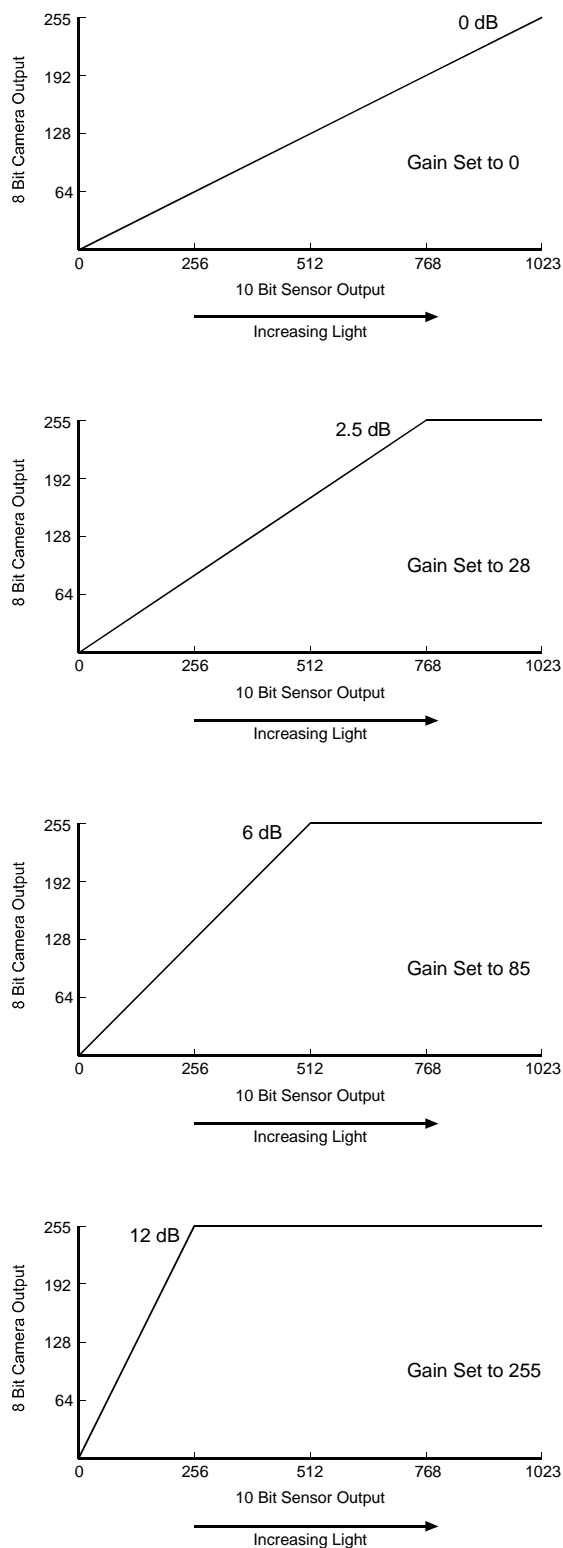 255
0 dB
192
128
Gain Set to 0
64
8 Bit Camera Output
0 256 512 768 1023
10 Bit Sensor Output
Increasing Light
255
2.5 dB
192
128
Gain Set to 28
64
8 Bit Camera Output
0 256 512 768 1023
10 Bit Sensor Output
Increasing Light
255
6 dB
192
128
Gain Set to 85
64
8 Bit Camera Output
0 256 512 768 1023
10 Bit Sensor Output
Increasing Light
255
12 dB
192
128
Gain Set to 255
64
8 Bit Camera Output
0 256 512 768 1023
10 Bit Sensor Output
Increasing Light